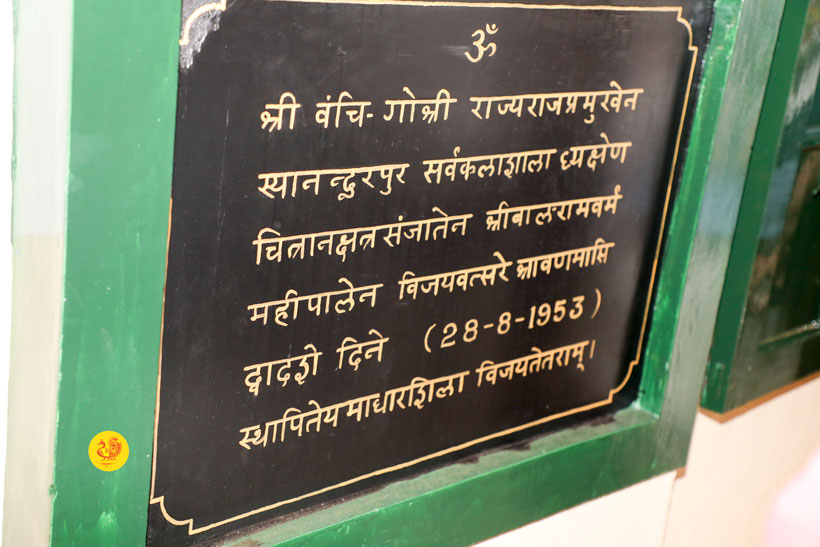 ॐ
श्री वंचि-गोश्री राज्यराजप्रमुखेन
स्यानन्दुरपुर सर्वकलाशाला ध्यक्षेण
चित्रानक्षत्रसंजातेन श्रीबालरामवर्म
महीपालेन विजयवत्सरे श्रावणमासि
द्वादशे दिने (28-8-1953)
स्थापितेयमाधारशिला विजयतेतराम्।